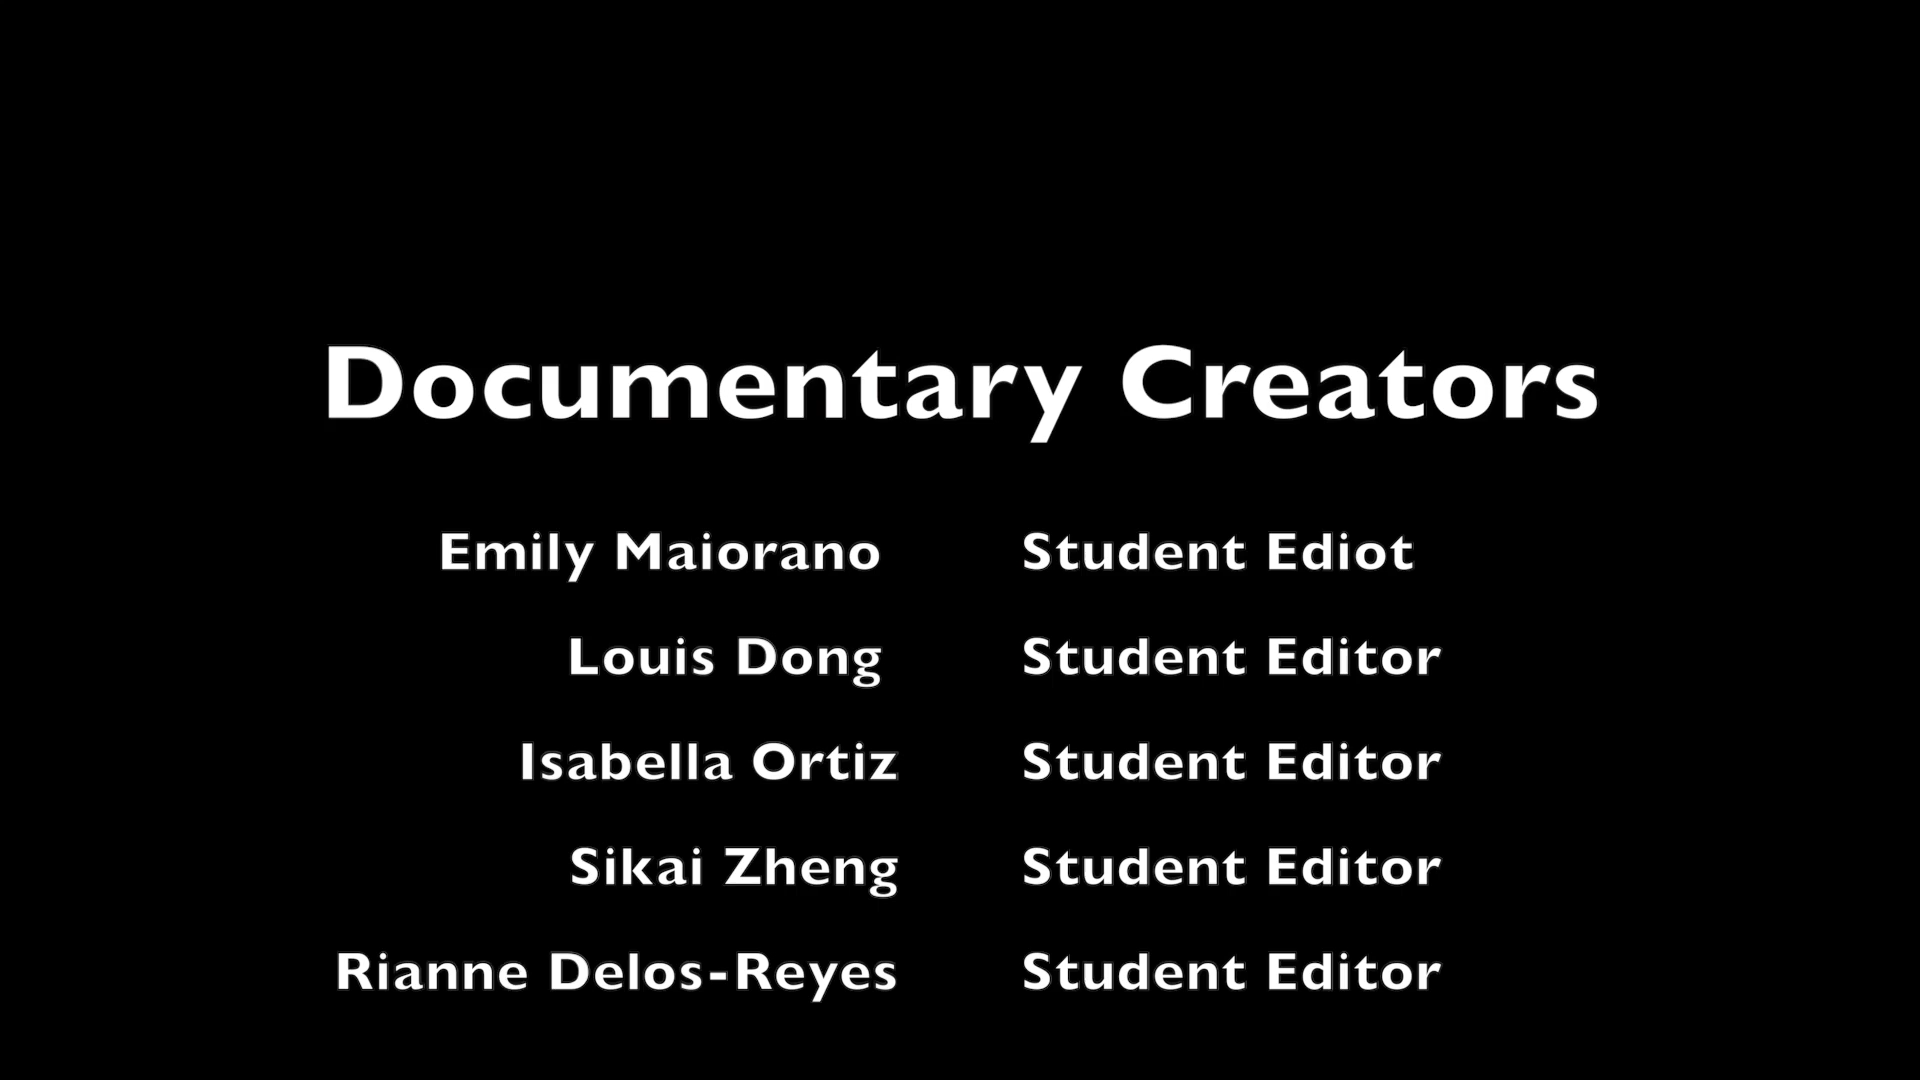 Documentary Creators
Emily Maiorano Student Ediot
Louis Dong Student Editor
Isabella Ortiz Student Editor
Sikai Zheng Student Editor
Rianne Delos-Reyes Student Editor